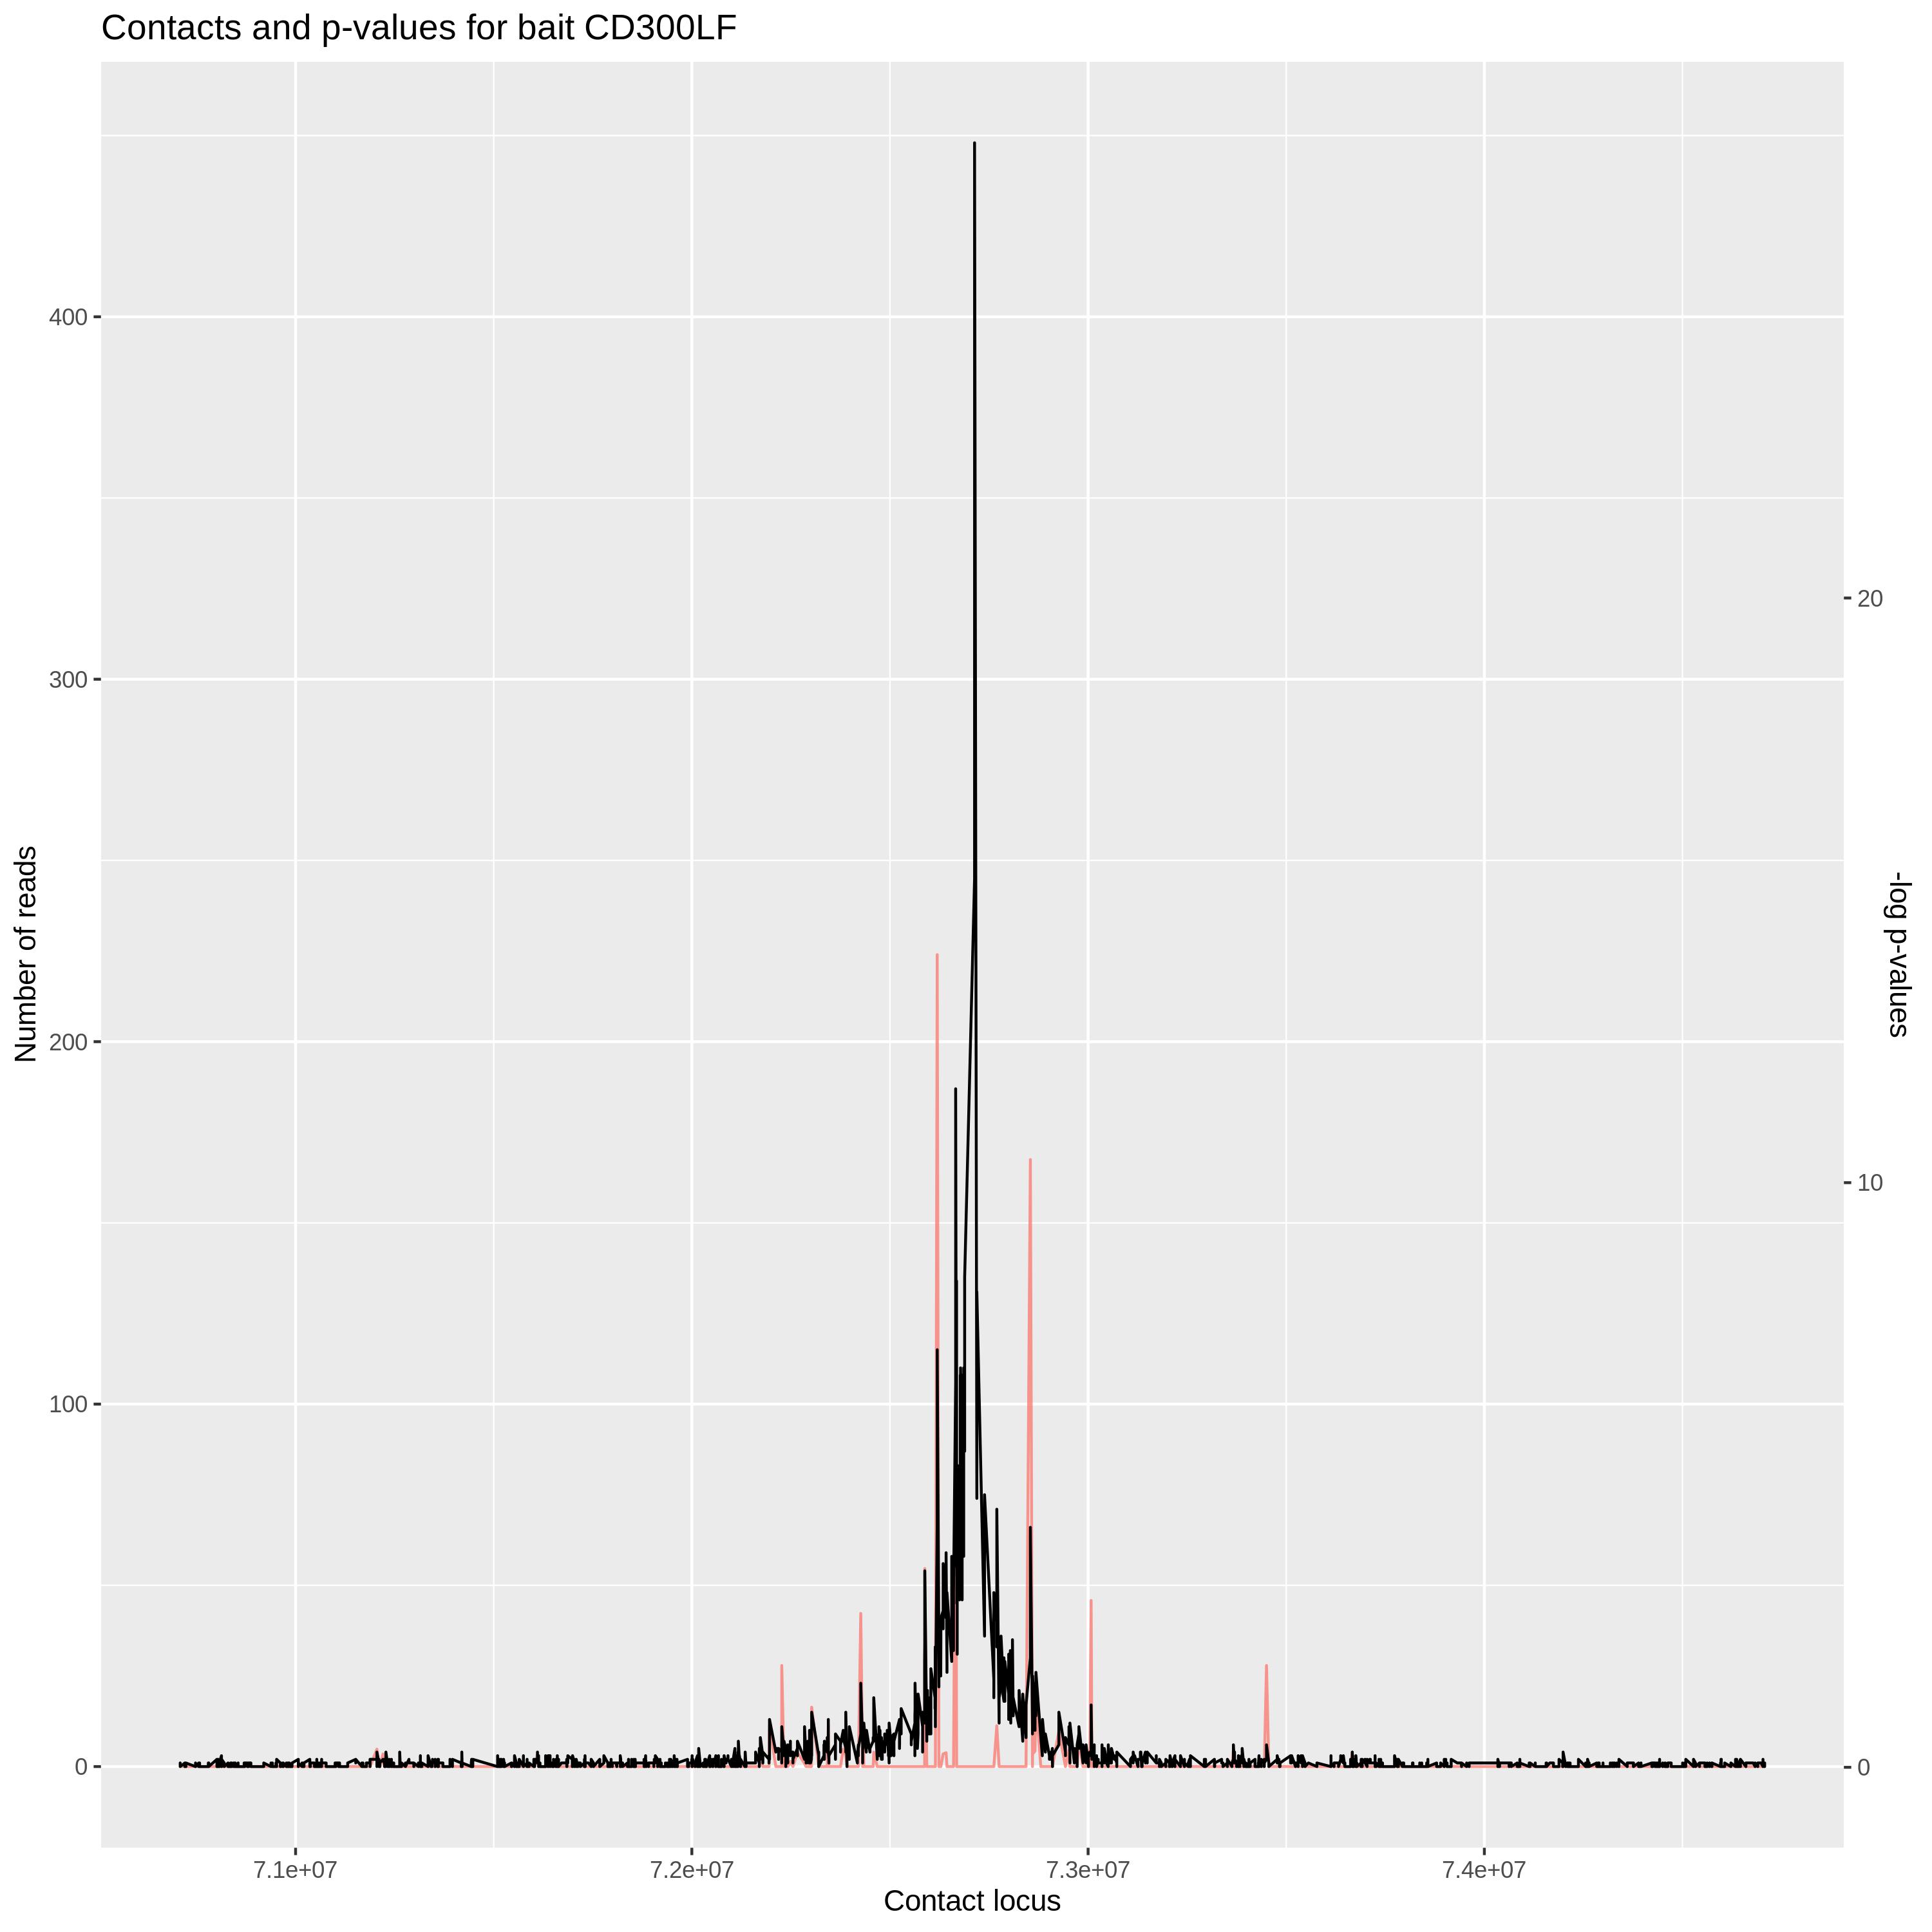 Contacts and p-values for bait CD300LF
400
300
200
100
0
Number of reads
20
10
0
-log p-values
7.1e+07 7.2e+07 7.3e+07 7.4e+07
Contact locus